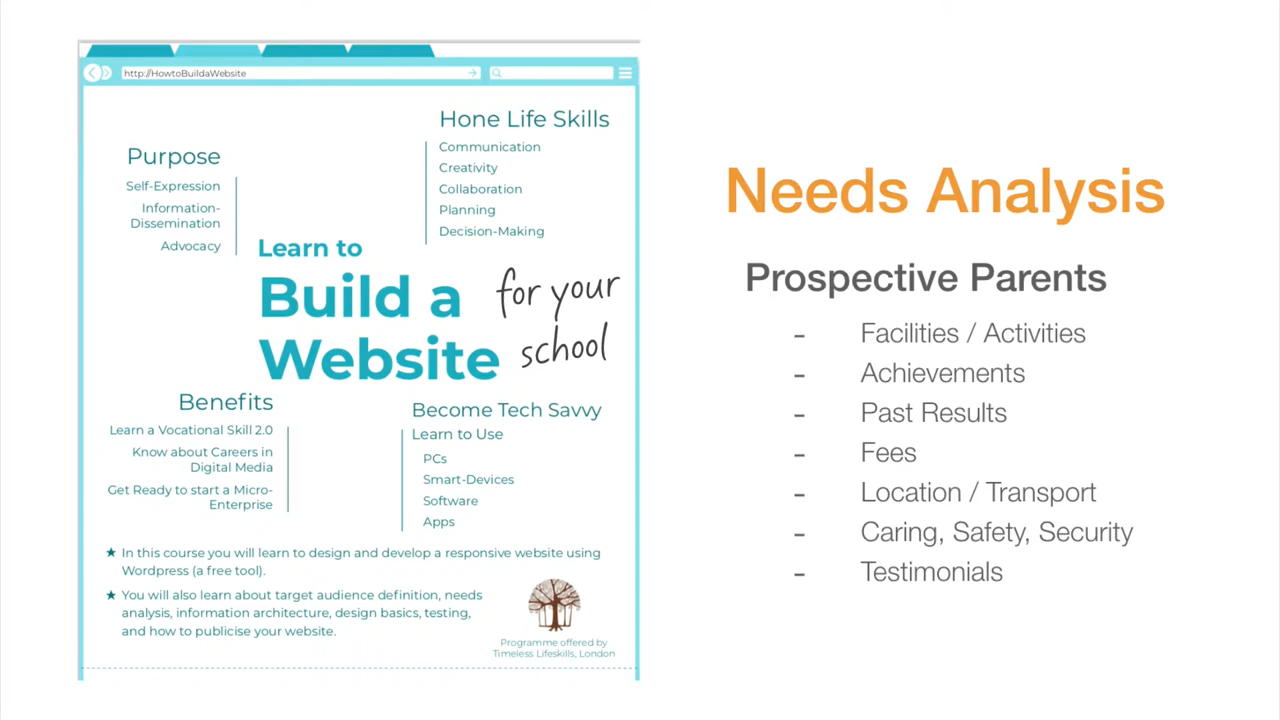 http://HowtoBuildaWebsite
Hone Life Skills
Communication
Creativity
Collaboration
Planning
Decision-Making
Purpose
Self-Expression
Information-
Dissemination
Advocacy
Learn to
Build a
Website
for your
school
Benefits
Learn a Vocational Skill 2.0
Know about Careers in
Digital Media
Get Ready to start a Micro-
Enterprise
Become Tech Savvy
Learn to Use
PCs
Smart-Devices
Software
Apps
★ In this course you will learn to design and develop a responsive website using
Wordpress (a free tool).
★ You will also learn about target audience definition, needs
analysis, information architecture, design basics, testing,
and how to publicise your website.
Programme offered by
Timeless Lifeskills, London
Needs Analysis
Prospective Parents
- Facilities / Activities
- Achievements
- Past Results
- Fees
- Location / Transport
- Caring, Safety, Security
- Testimonials